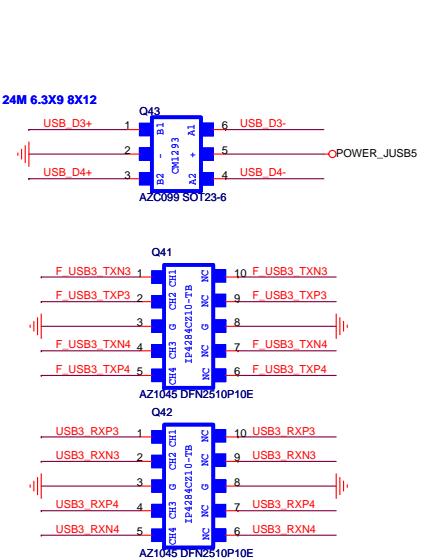 24M 6.3X9 8X12
Q43
USB_D3+ 1 B1 A1 6 USB_D3-
2 - CM1293 + 5 POWER_JUSB5
USB_D4+ 3 B2 A2 4 USB_D4-
AZC099 SOT23-6
Q41
F_USB3_TXN3 1 CH1 NC 10 F_USB3_TXN3
F_USB3_TXP3 2 CH2 NC 9 F_USB3_TXP3
3 G IP4284CZ10-TB G 8
F_USB3_TXN4 4 CH3 NC 7 F_USB3_TXN4
F_USB3_TXP4 5 CH4 NC 6 F_USB3_TXP4
AZ1045 DFN2510P10E
Q42
USB3_RXP3 1 CH1 NC 10 USB3_RXP3
USB3_RXN3 2 CH2 NC 9 USB3_RXN3
3 G IP4284CZ10-TB G 8
USB3_RXP4 4 CH3 NC 7 USB3_RXP4
USB3_RXN4 5 CH4 NC 6 USB3_RXN4
AZ1045 DFN2510P10E